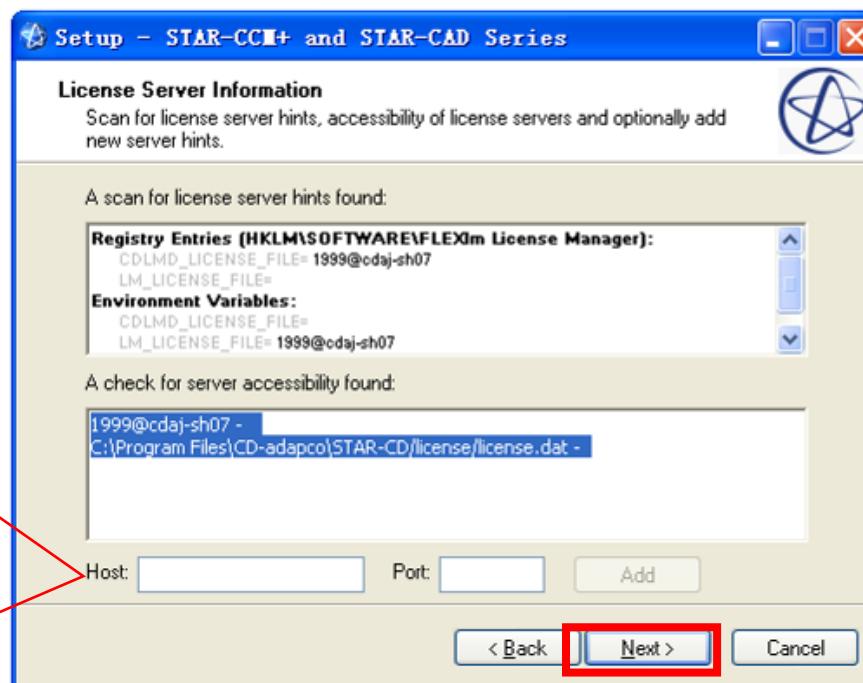 Setup - STAR-CCM+ and STAR-CAD Series
License Server Information
Scan for license server hints, accessibility of license servers and optionally add
new server hints.
A scan for license server hints found:
Registry Entries (HKLM\SOFTWARE\FLEXlm License Manager):
CDLMD_LICENSE_FILE= 1999@cdaj-sh07
LM_LICENSE_FILE=
Environment Variables:
CDLMD_LICENSE_FILE=
LM_LICENSE_FILE= 1999@cdaj-sh07
A check for server accessibility found:
1999@cdaj-sh07 -
C:\Program Files\CD-adapco\STAR-CD/license/license.dat -
Host: Port: Add
< Back Next > Cancel